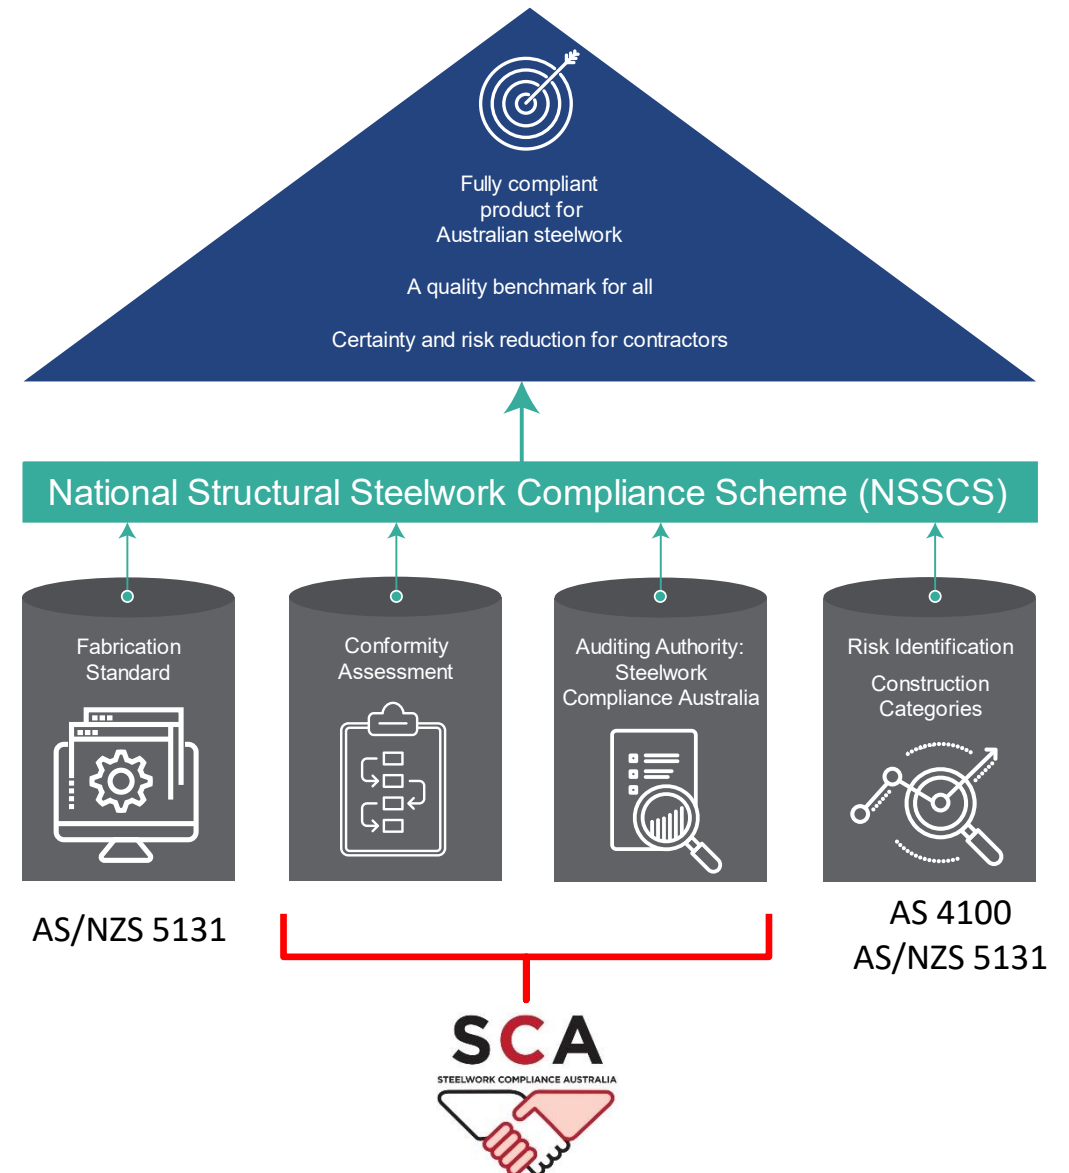 Fully compliant
product for
Australian steelwork
A quality benchmark for all
Certainty and risk reduction for contractors
National Structural Steelwork Compliance Scheme (NSSCS)
Fabrication
Standard
Conformity
Assessment
Auditing Authority:
Steelwork
Compliance Australia
Risk Identification
Construction
Categories
AS/NZS 5131
AS 4100
AS/NZS 5131
SCA
STEELWORK COMPLIANCE AUSTRALIA